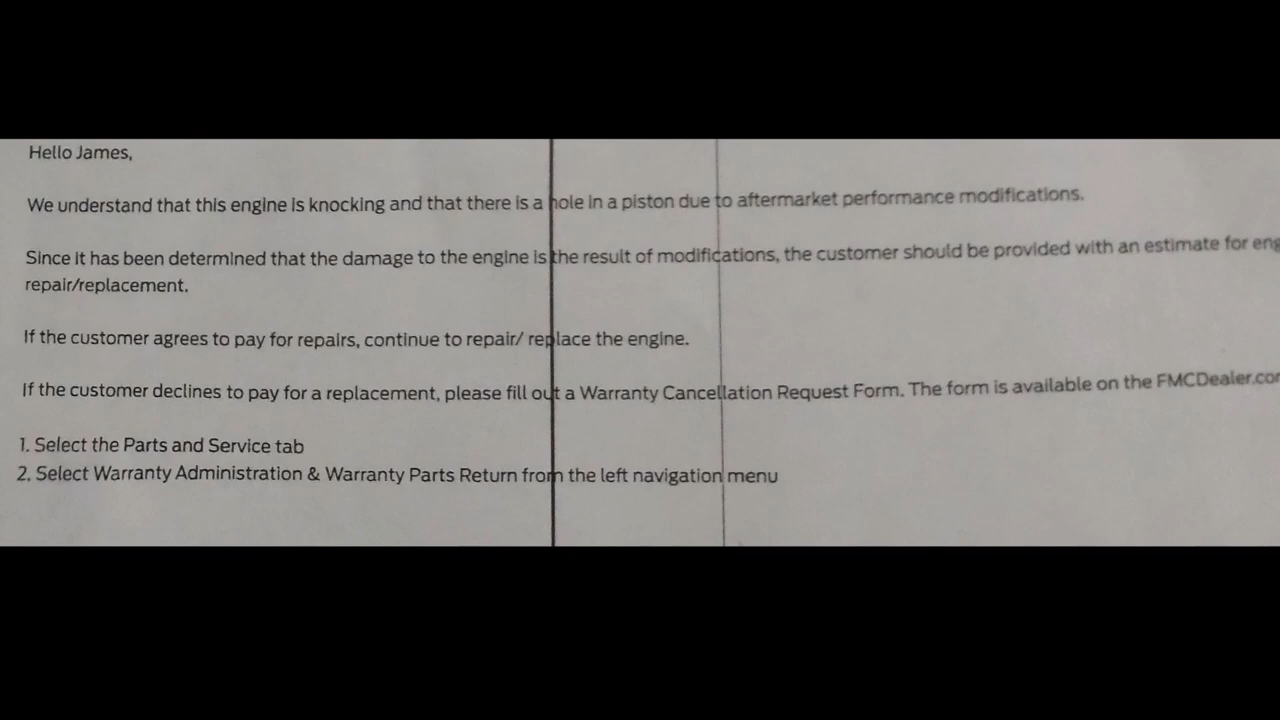 Hello James,
We understand that this engine is knocking and that there is a hole in a piston due to aftermarket performance modifications.
Since it has been determined that the damage to the engine is the result of modifications, the customer should be provided with an estimate for
repair/replacement.
If the customer agrees to pay for repairs, continue to repair/ replace the engine.
If the customer declines to pay for a replacement, please fill out a Warranty Cancellation Request Form. The form is available on the
1. Select the Parts and Service tab
2. Select Warranty Administration & Warranty Parts Return from the left navigation menu